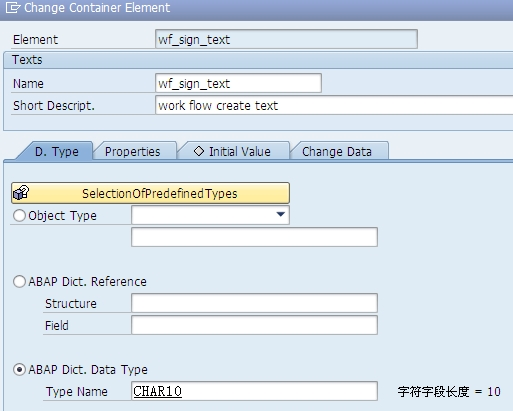 Change Container Element
Element wf_sign_text
Texts
Name wf_sign_text
Short Descript. work flow create text
D. Type Properties Initial Value Change Data
SelectionOfPredefinedTypes
Object Type
ABAP Dict. Reference
Structure
Field
ABAP Dict. Data Type
Type Name CHAR10 字符字段长度 = 10